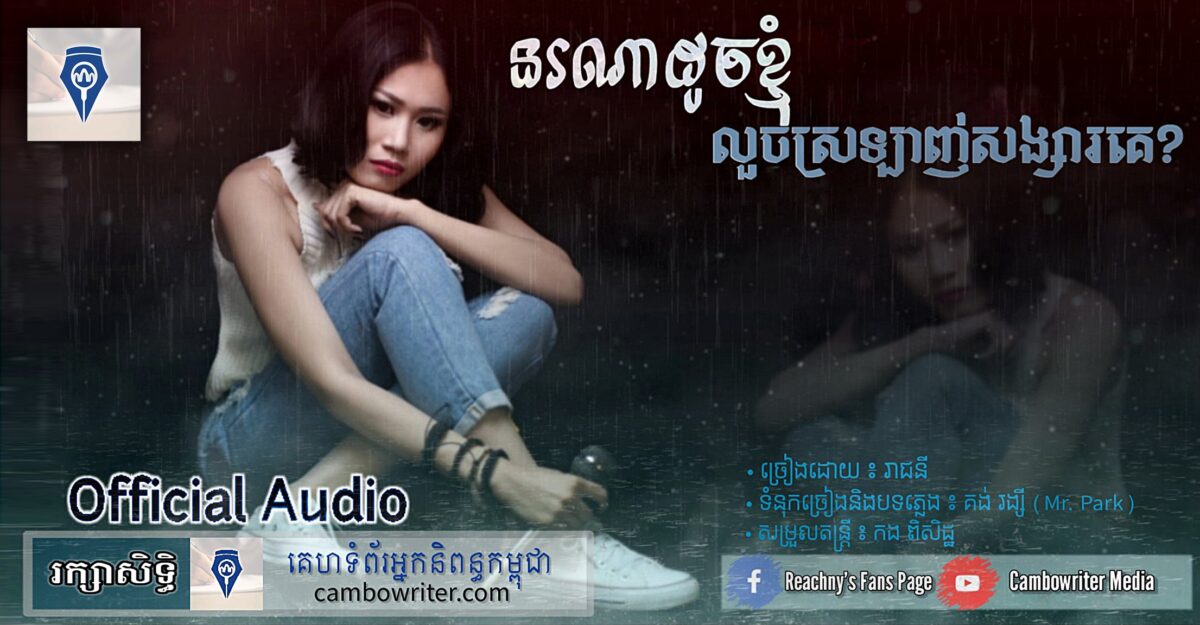 នរណាដូចខ្ញុំ
លួចស្រឡាញ់សង្សារគេ?
• ច្រៀងដោយ ៖ រាជនី
• ទំនុកច្រៀងនិងបទភ្លេង ៖ គង់ រង្ស៊ី ( Mr. Park )
• សម្រួលតន្ត្រី ៖ កង ពិសិដ្ឋ
Official Audio
រក្សាសិទ្ធិ
គេហទំព័រអ្នកនិពន្ធកម្ពុជា
cambowriter.com
Reachny's Fans Page
Cambowriter Media